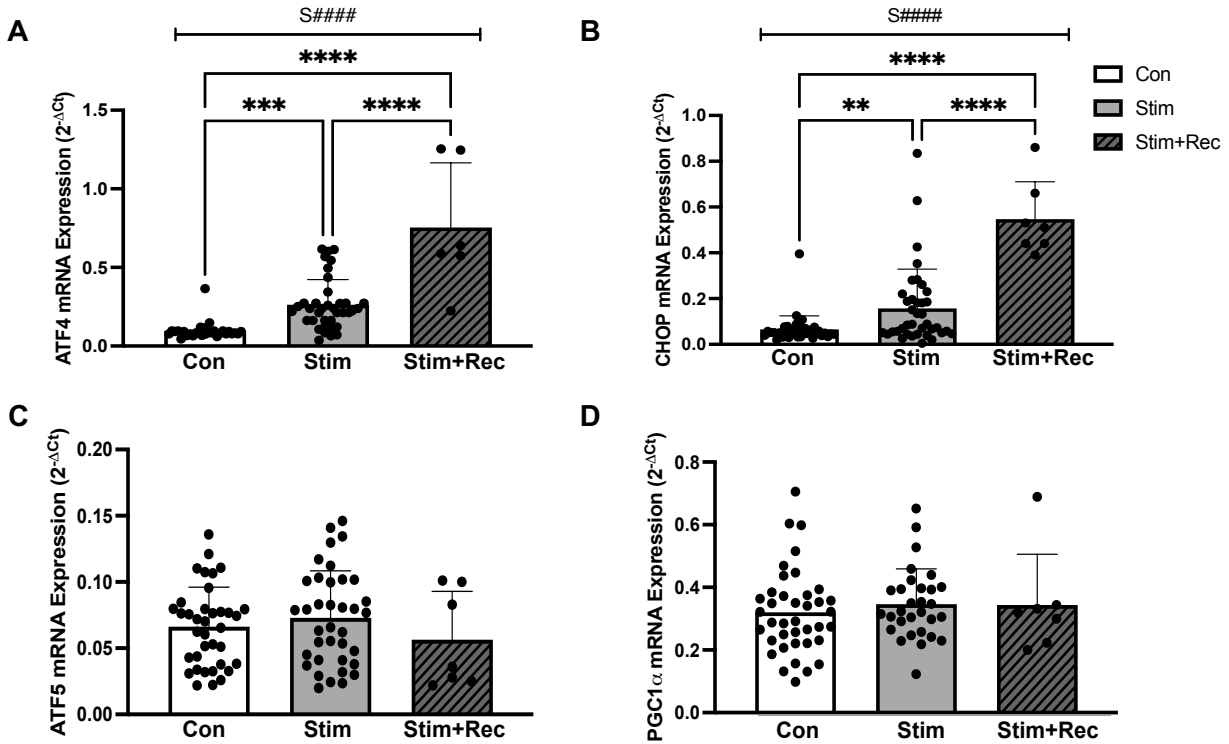 A
S####
****
***
****
ATF4 mRNA Expression (2-ΔCt)
1.5
1.0
0.5
0.0
Con
Stim
Stim+Rec
B
S####
****
**
****
CHOP mRNA Expression (2-ΔCt)
1.0
0.8
0.6
0.4
0.2
0.0
Con
Stim
Stim+Rec
Con
Stim
Stim+Rec
C
ATF5 mRNA Expression (2-ΔCt)
0.20
0.15
0.10
0.05
0.00
Con
Stim
Stim+Rec
D
PGC1α mRNA Expression (2-ΔCt)
0.8
0.6
0.4
0.2
0.0
Con
Stim
Stim+Rec